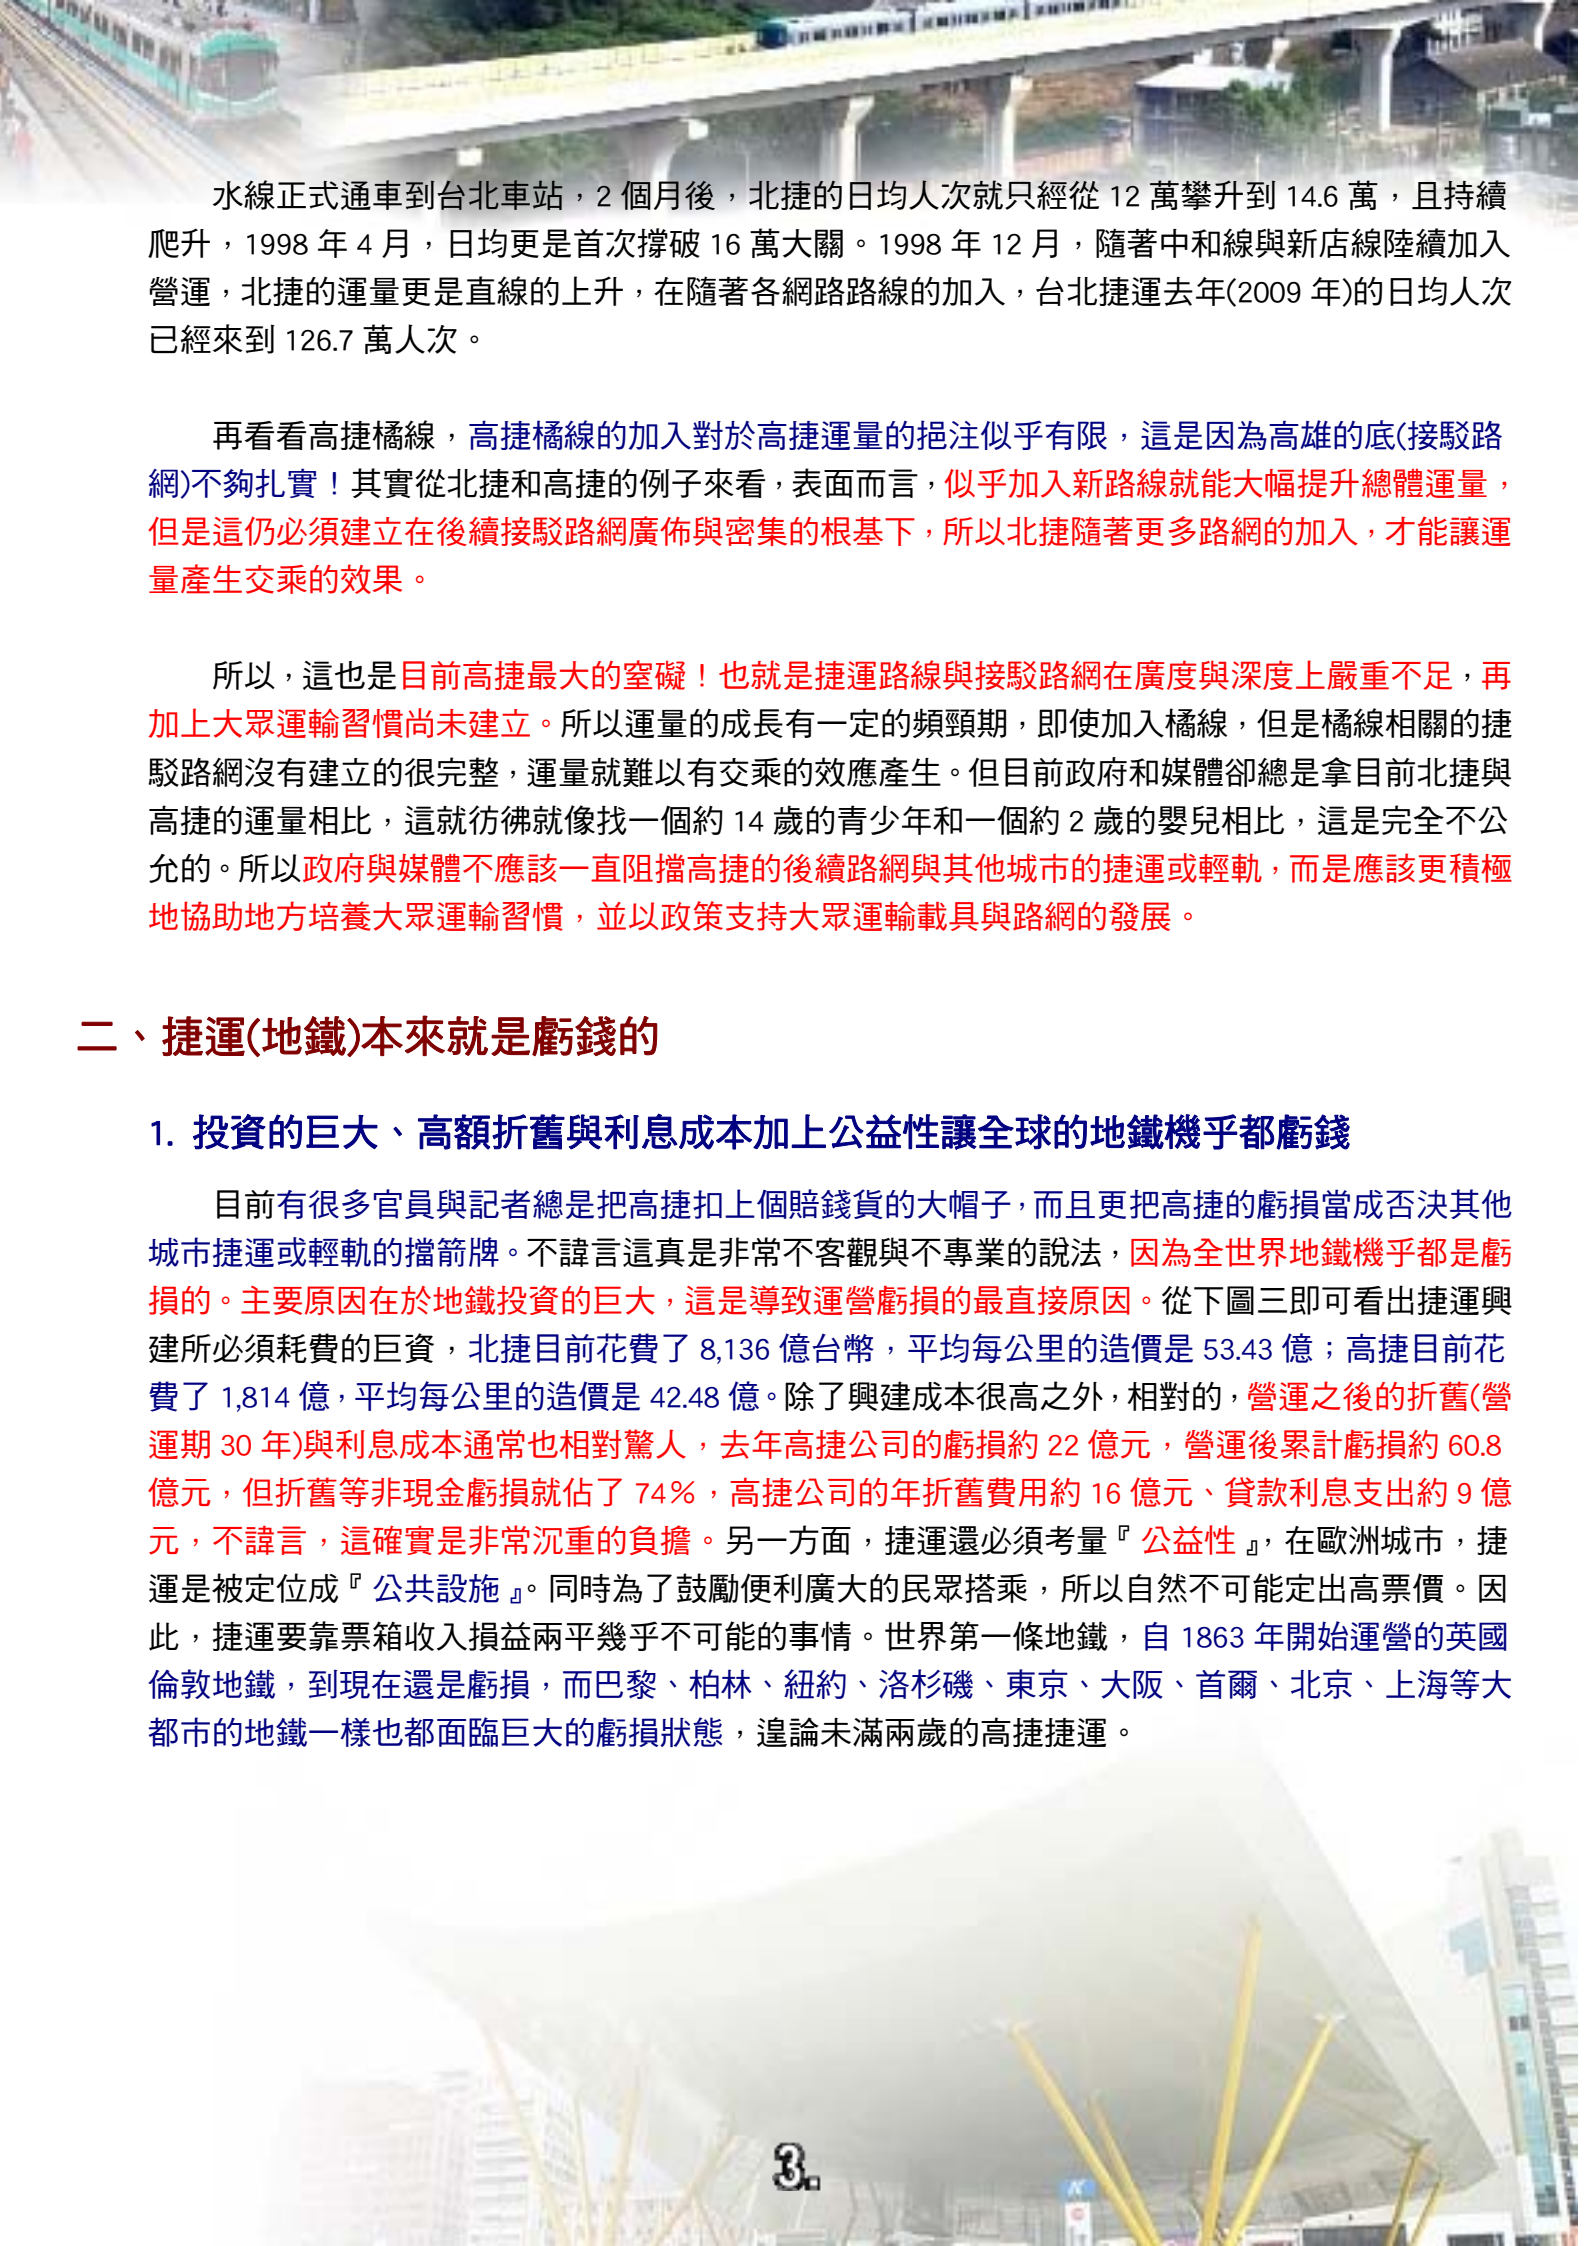 水線正式通車到台北車站，2 個月後，北捷的日均人次就只經從 12 萬攀升到 14.6 萬，且持續
爬升，1998 年 4 月，日均更是首次撐破 16 萬大關。1998 年 12 月，隨著中和線與新店線陸續加入
營運，北捷的運量更是直線的上升，在隨著各網路路線的加入，台北捷運去年(2009 年)的日均人次
已經來到 126.7 萬人次。
再看看高捷橘線，高捷橘線的加入對於高捷運量的挹注似乎有限，這是因為高雄的底(接駁路
網)不夠扎實！其實從北捷和高捷的例子來看，表面而言，似乎加入新路線就能大幅提升總體運量，
但是這仍必須建立在後續接駁路網廣佈與密集的根基下，所以北捷隨著更多路網的加入，才能讓運
量產生交乘的效果。
所以，這也是目前高捷最大的窒礙！也就是捷運路線與接駁路網在廣度與深度上嚴重不足，再
加上大眾運輸習慣尚未建立。所以運量的成長有一定的頻頸期，即使加入橘線，但是橘線相關的捷
駁路網沒有建立的很完整，運量就難以有交乘的效應產生。但目前政府和媒體卻總是拿目前北捷與
高捷的運量相比，這就彷彿就像找一個約 14 歲的青少年和一個約 2 歲的嬰兒相比，這是完全不公
允的。所以政府與媒體不應該一直阻擋高捷的後續路網與其他城市的捷運或輕軌，而是應該更積極
地協助地方培養大眾運輸習慣，並以政策支持大眾運輸載具與路網的發展。
二、捷運(地鐵)本來就是虧錢的
1. 投資的巨大、高額折舊與利息成本加上公益性讓全球的地鐵機乎都虧錢
目前有很多官員與記者總是把高捷扣上個賠錢貨的大帽子，而且更把高捷的虧損當成否決其他
城市捷運或輕軌的擋箭牌。不諱言這真是非常不客觀與不專業的說法，因為全世界地鐵機乎都是虧
損的。主要原因在於地鐵投資的巨大，這是導致運營虧損的最直接原因。從下圖三即可看出捷運興
建所必須耗費的巨資，北捷目前花費了 8,136 億台幣，平均每公里的造價是 53.43 億；高捷目前花
費了 1,814 億，平均每公里的造價是 42.48 億。除了興建成本很高之外，相對的，營運之後的折舊(營
運期 30 年)與利息成本通常也相對驚人，去年高捷公司的虧損約 22 億元，營運後累計虧損約 60.8
億元，但折舊等非現金虧損就佔了 74％，高捷公司的年折舊費用約 16 億元、貸款利息支出約 9 億
元，不諱言，這確實是非常沉重的負擔。另一方面，捷運還必須考量『公益性』，在歐洲城市，捷
運是被定位成『公共設施』。同時為了鼓勵便利廣大的民眾搭乘，所以自然不可能定出高票價。因
此，捷運要靠票箱收入損益兩平幾乎不可能的事情。世界第一條地鐵，自 1863 年開始運營的英國
倫敦地鐵，到現在還是虧損，而巴黎、柏林、紐約、洛杉磯、東京、大阪、首爾、北京、上海等大
都市的地鐵一樣也都面臨巨大的虧損狀態，遑論未滿兩歲的高捷捷運。
3.